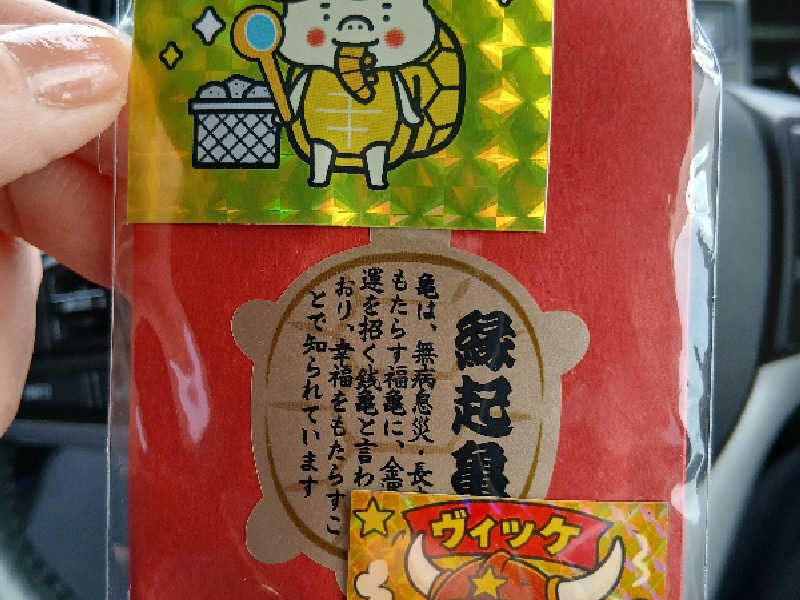 縁起亀
亀は、無病息災・長
もたらす福亀に、金
運を招く銭亀と言わ
おり、幸福をもたらすこ
とで知られています
ヴィッケ